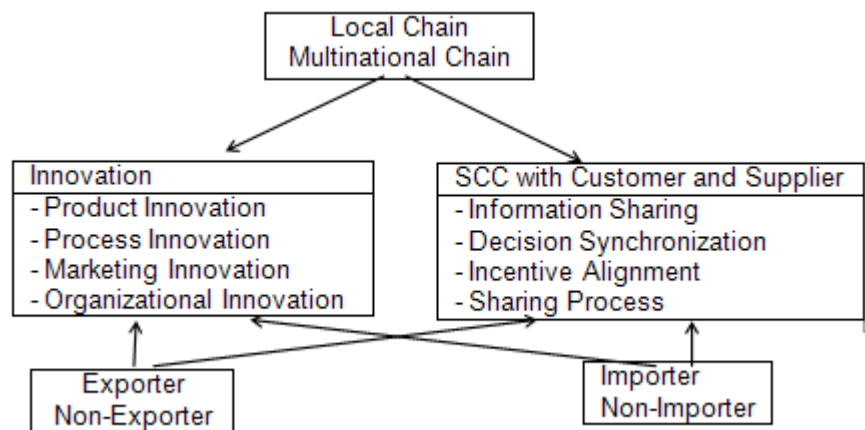 Local Chain
Multinational Chain
Innovation
- Product Innovation
- Process Innovation
- Marketing Innovation
- Organizational Innovation
SCC with Customer and Supplier
- Information Sharing
- Decision Synchronization
- Incentive Alignment
- Sharing Process
Exporter
Non-Exporter
Importer
Non-Importer